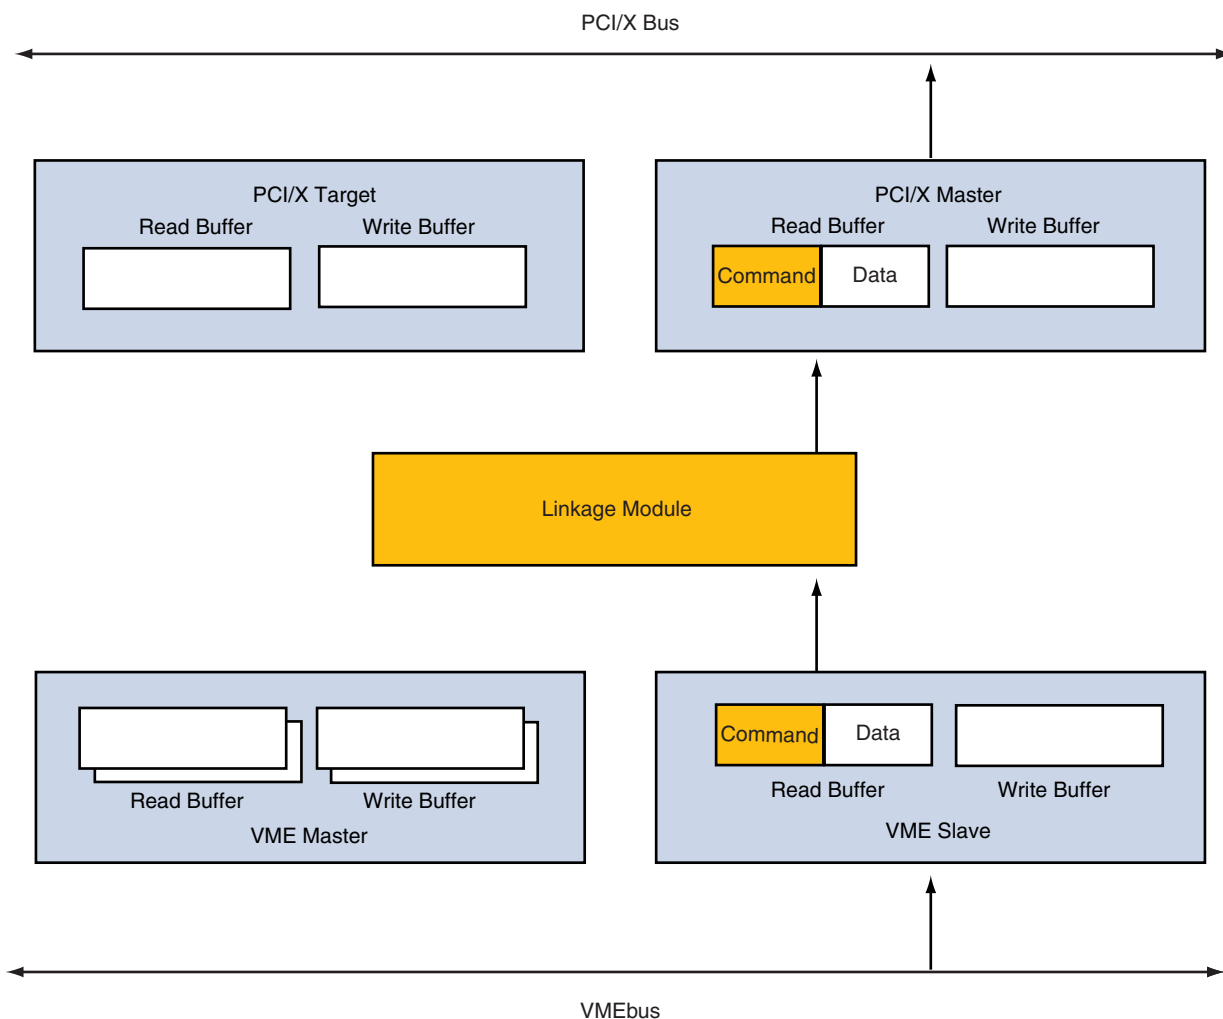 PCI/X Bus
PCI/X Target
Read Buffer
Write Buffer
PCI/X Master
Read Buffer
Write Buffer
Command
Data
Linkage Module
Read Buffer
Write Buffer
VME Master
Command
Data
Read Buffer
Write Buffer
VME Slave
VMEbus